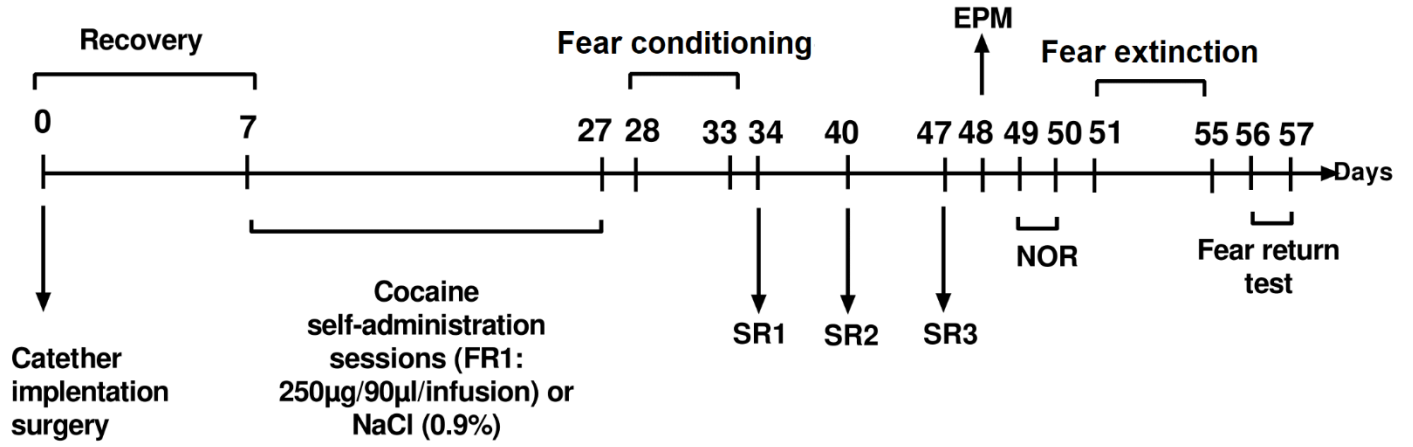 Recovery
Fear conditioning
EPM
Fear extinction
0 7 27 28 33 34 40 47 48 49 50 51 55 56 57
Days
Catether
implentation
surgery
Cocaine
self-administration
sessions (FR1:
250µg/90µl/infusion) or
NaCl (0.9%)
SR1
SR2
SR3
NOR
Fear return
test